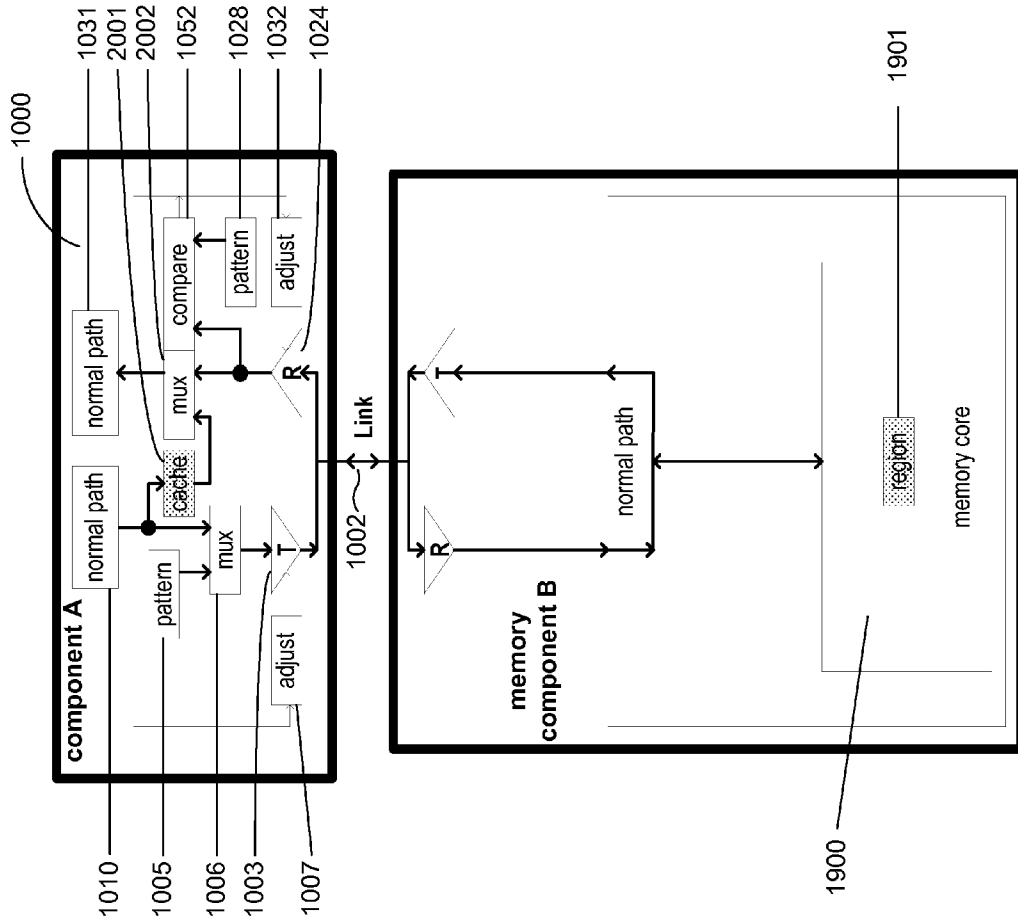 1031
2001
2002
1052
1028
1032
1024
1000
component A
normal path
normal path
cache
mux
compare
pattern
mux
pattern
T
R
adjust
adjust
1010
1005
1006
1003
1007
1002
Link
R
T
memory
component B
normal path
region
memory core
1901
1900